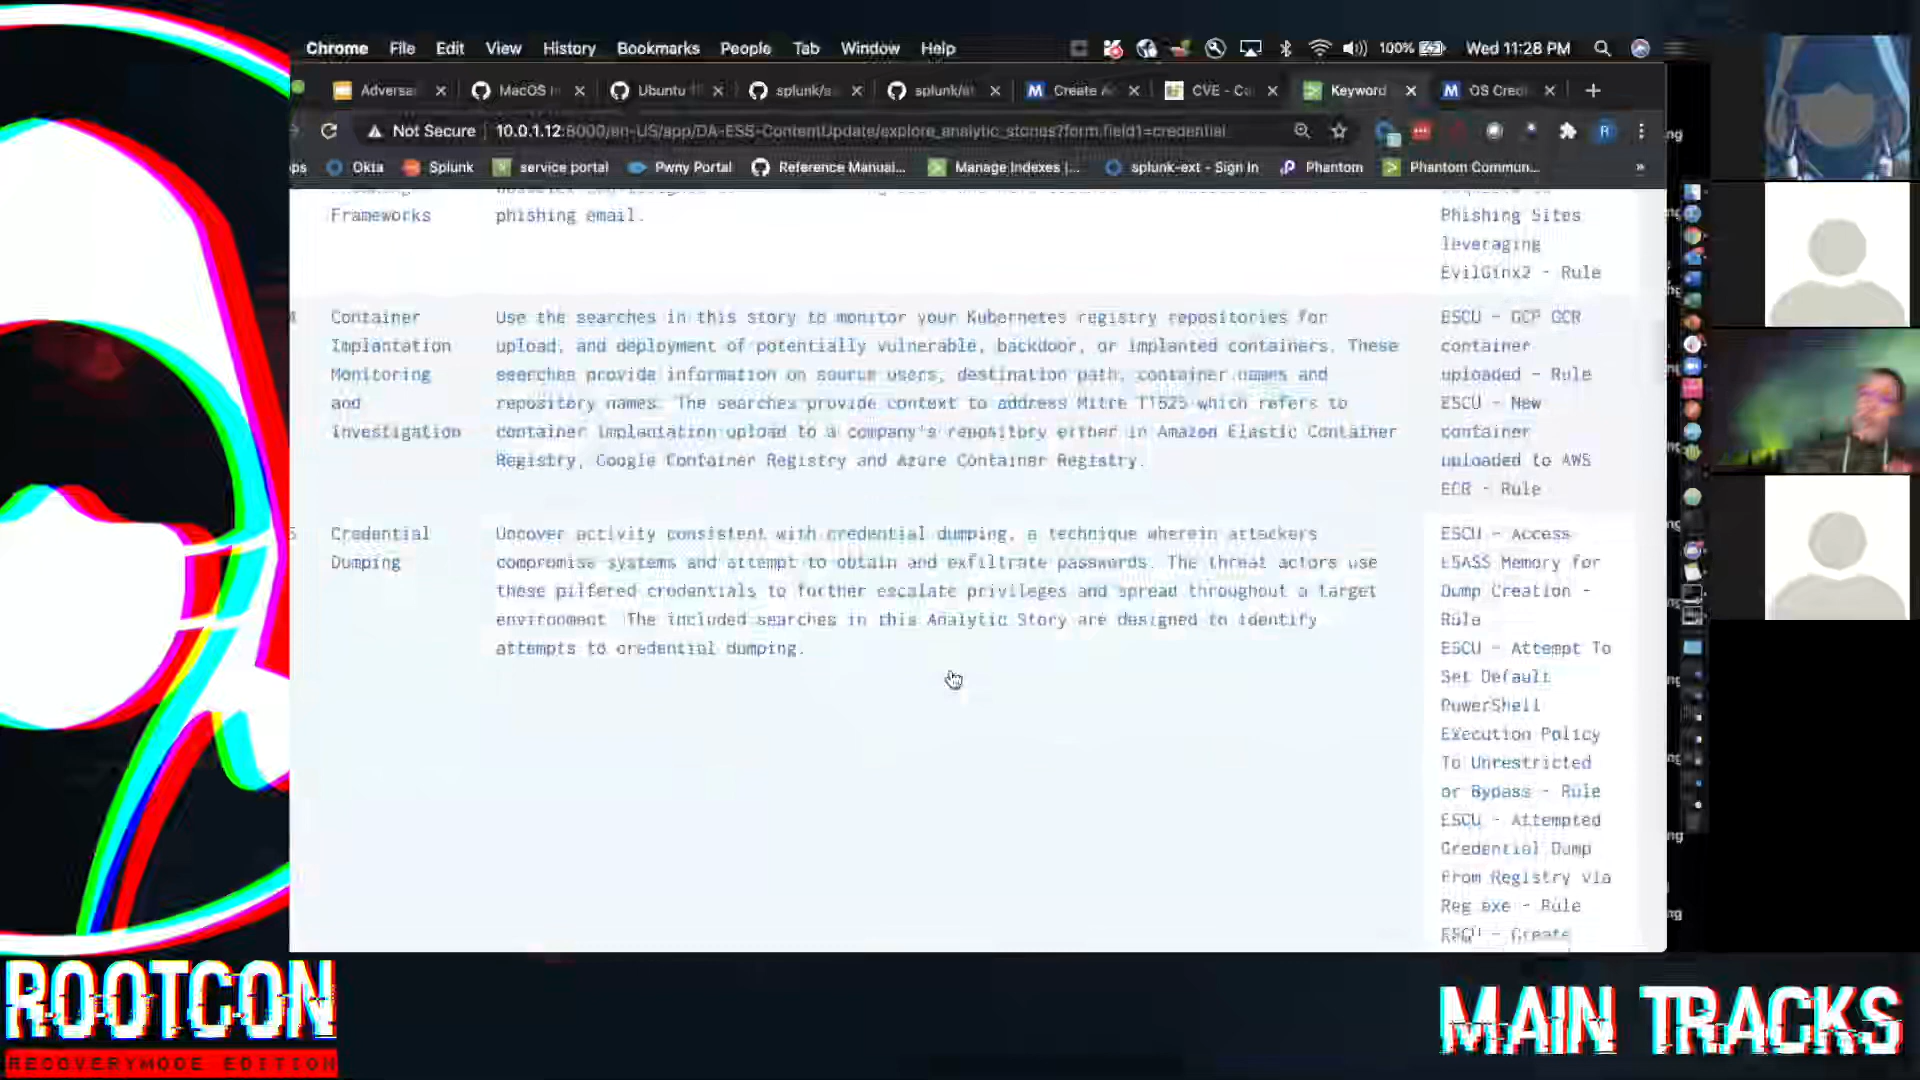 Chrome File Edit View History Bookmarks People Tab Window Help 100% Wed 11:28 PM
Adversa MacOS I Ubuntu splunk/s splunk/at Create A CVE - Co Keyword OS Cred
Not Secure 10.0.1.12:8000/en-US/app/DA-ESS-ContentUpdate/explore_analytic_stories?form.field1=credential
ps Okta Splunk service portal Pwny Portal Reference Manual... Manage Indexes |... splunk-ext - Sign In Phantom Phantom Commun... »
Frameworks
phishing email.
Phishing Sites
leveraging
EvilGinx2 - Rule
Container
Implantation
Monitoring
and
Investigation
Use the searches in this story to monitor your Kubernetes registry repositories for
upload, and deployment of potentially vulnerable, backdoor, or implanted containers. These
searches provide information on source users, destination path, container names and
repository names. The searches provide context to address Mitre T1525 which refers to
container implantation upload to a company's repository either in Amazon Elastic Container
Registry, Google Container Registry and Azure Container Registry.
ESCU - GCP GCR
container
uploaded - Rule
ESCU - New
container
uploaded to AWS
ECR - Rule
5
Credential
Dumping
Uncover activity consistent with credential dumping, a technique wherein attackers
compromise systems and attempt to obtain and exfiltrate passwords. The threat actors use
these pilfered credentials to further escalate privileges and spread throughout a target
environment. The included searches in this Analytic Story are designed to identify
attempts to credential dumping.
ESCU - Access
LSASS Memory for
Dump Creation -
Rule
ESCU - Attempt To
Set Default
PowerShell
Execution Policy
To Unrestricted
or Bypass - Rule
ESCU - Attempted
Credential Dump
From Registry via
Reg exe - Rule
ESCU - Create
ROOTCON
RECOVERYMODE EDITION
MAIN TRACKS